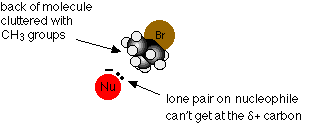 back of molecule
cluttered with
CH3 groups
Br
Nu
lone pair on nucleophile
can't get at the δ+ carbon